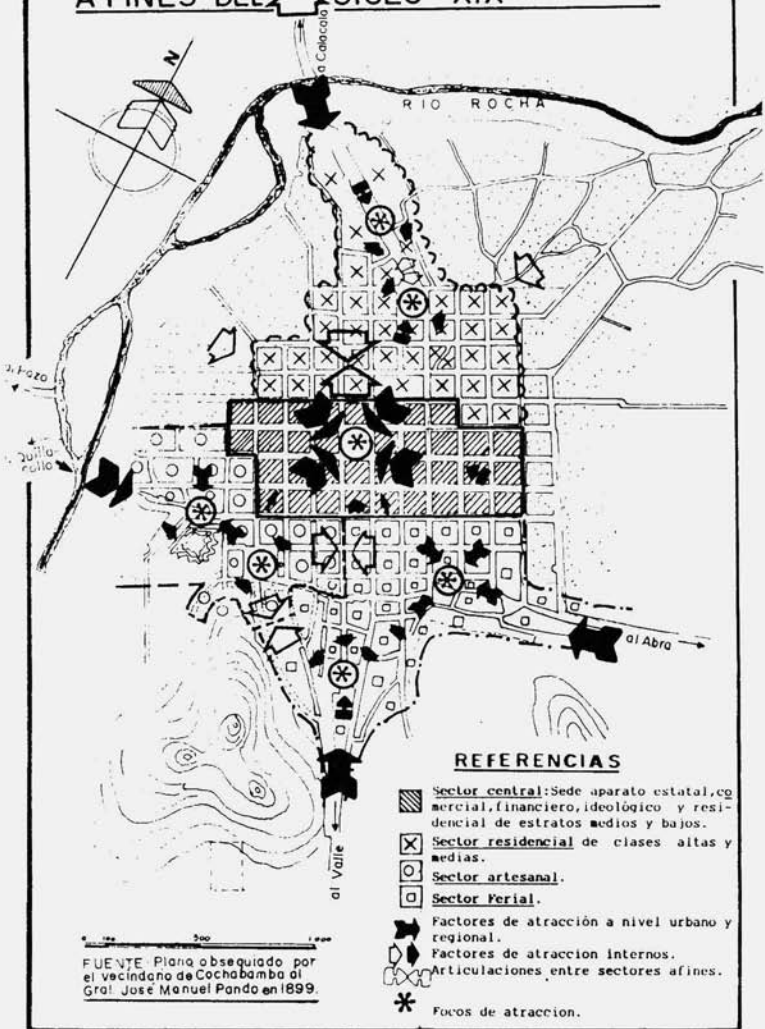 A FINES DEL SIGLO XIX
N
a Calacala
RIO ROCHA
Quilla-
collo
al Abra
al Valle
REFERENCIAS
Sector central:Sede aparato estatal,co
mercial,financiero,ideológico y resi-
dencial de estratos medios y bajos.
Sector residencial de clases altas y
medias.
Sector artesanal.
Sector Ferial.
Factores de atracción a nivel urbano y
regional.
Factores de atraccion internos.
Articulaciones entre sectores afines.
Focos de atraccion.
500
1000
FUENTE: Plano obsequiado por
el vecindario de Cochabamba al
Gral. José Manuel Pando en 1899.